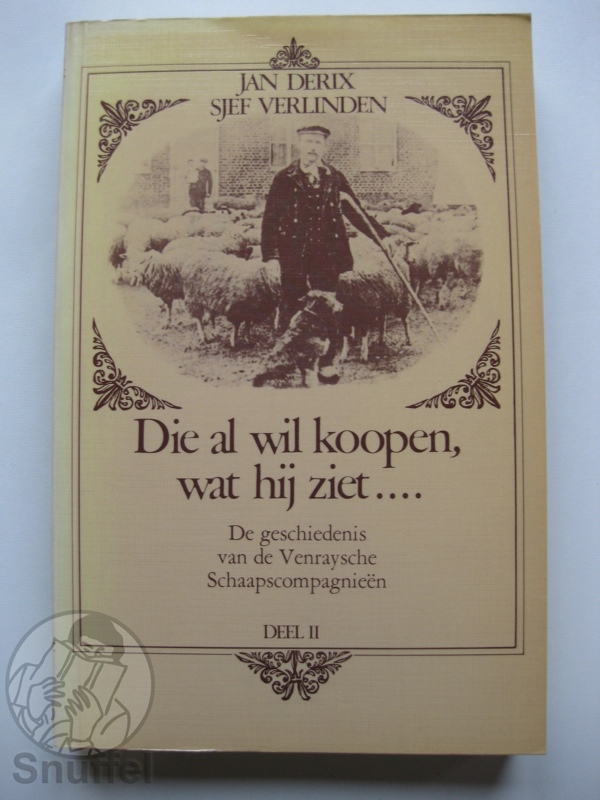 JAN DERIX
SJEF VERLINDEN
Die al wil koopen,
wat hij ziet....
De geschiedenis
van de Venraysche
Schaapscompagnieën
DEEL II
Snuffel